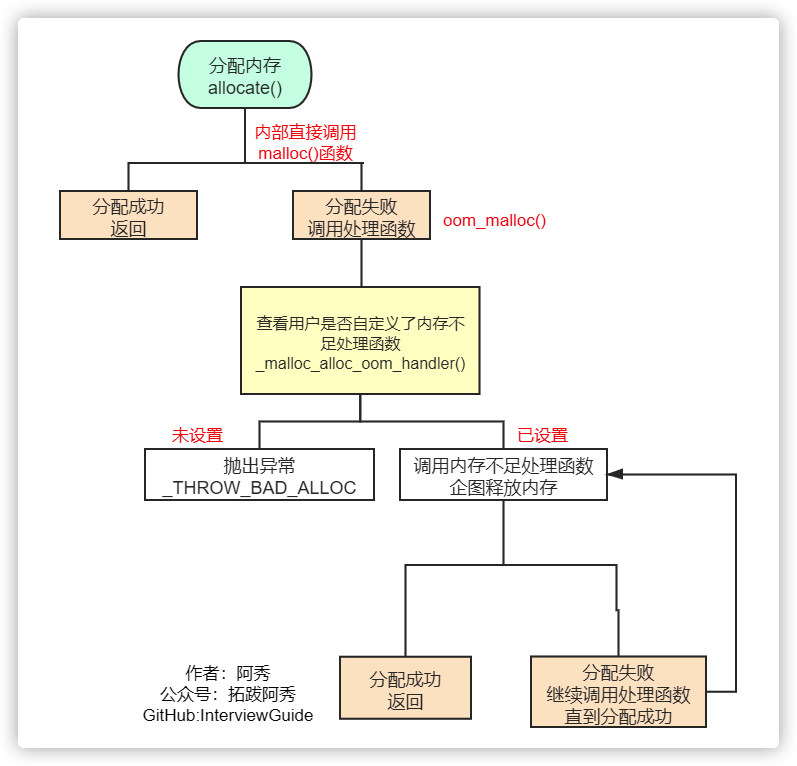 分配内存
allocate()
内部直接调用
malloc()函数
分配成功
返回
分配失败
调用处理函数
oom_malloc()
查看用户是否自定义了内存不
足处理函数
_malloc_alloc_oom_handler()
未设置
已设置
抛出异常
_THROW_BAD_ALLOC
调用内存不足处理函数
企图释放内存
分配成功
返回
分配失败
继续调用处理函数
直到分配成功
作者：阿秀
公众号：拓跋阿秀
GitHub:InterviewGuide